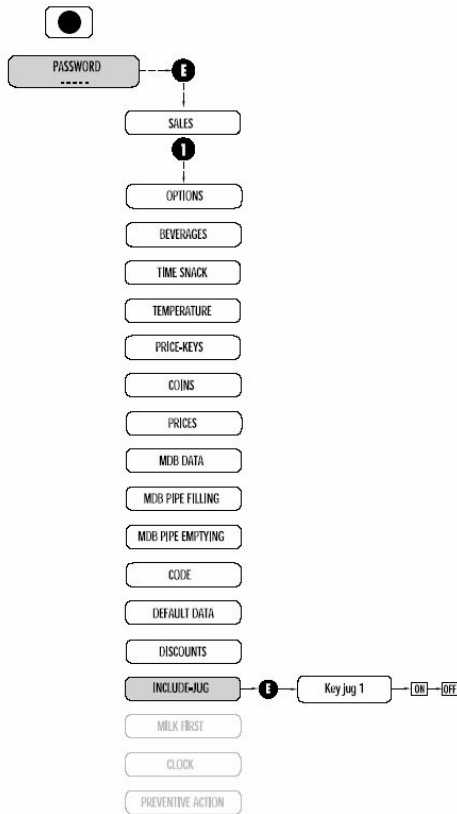 PASSWORD
-----
E
SALES
1
OPTIONS
BEVERAGES
TIME SNACK
TEMPERATURE
PRICE-KEYS
COINS
PRICES
MDB DATA
MDB PIPE FILLING
MDB PIPE EMPTYING
CODE
DEFAULT DATA
DISCOUNTS
INCLUDE-JUG E Key jug 1 ON OFF
MILK FIRST
CLOCK
PREVENTIVE ACTION